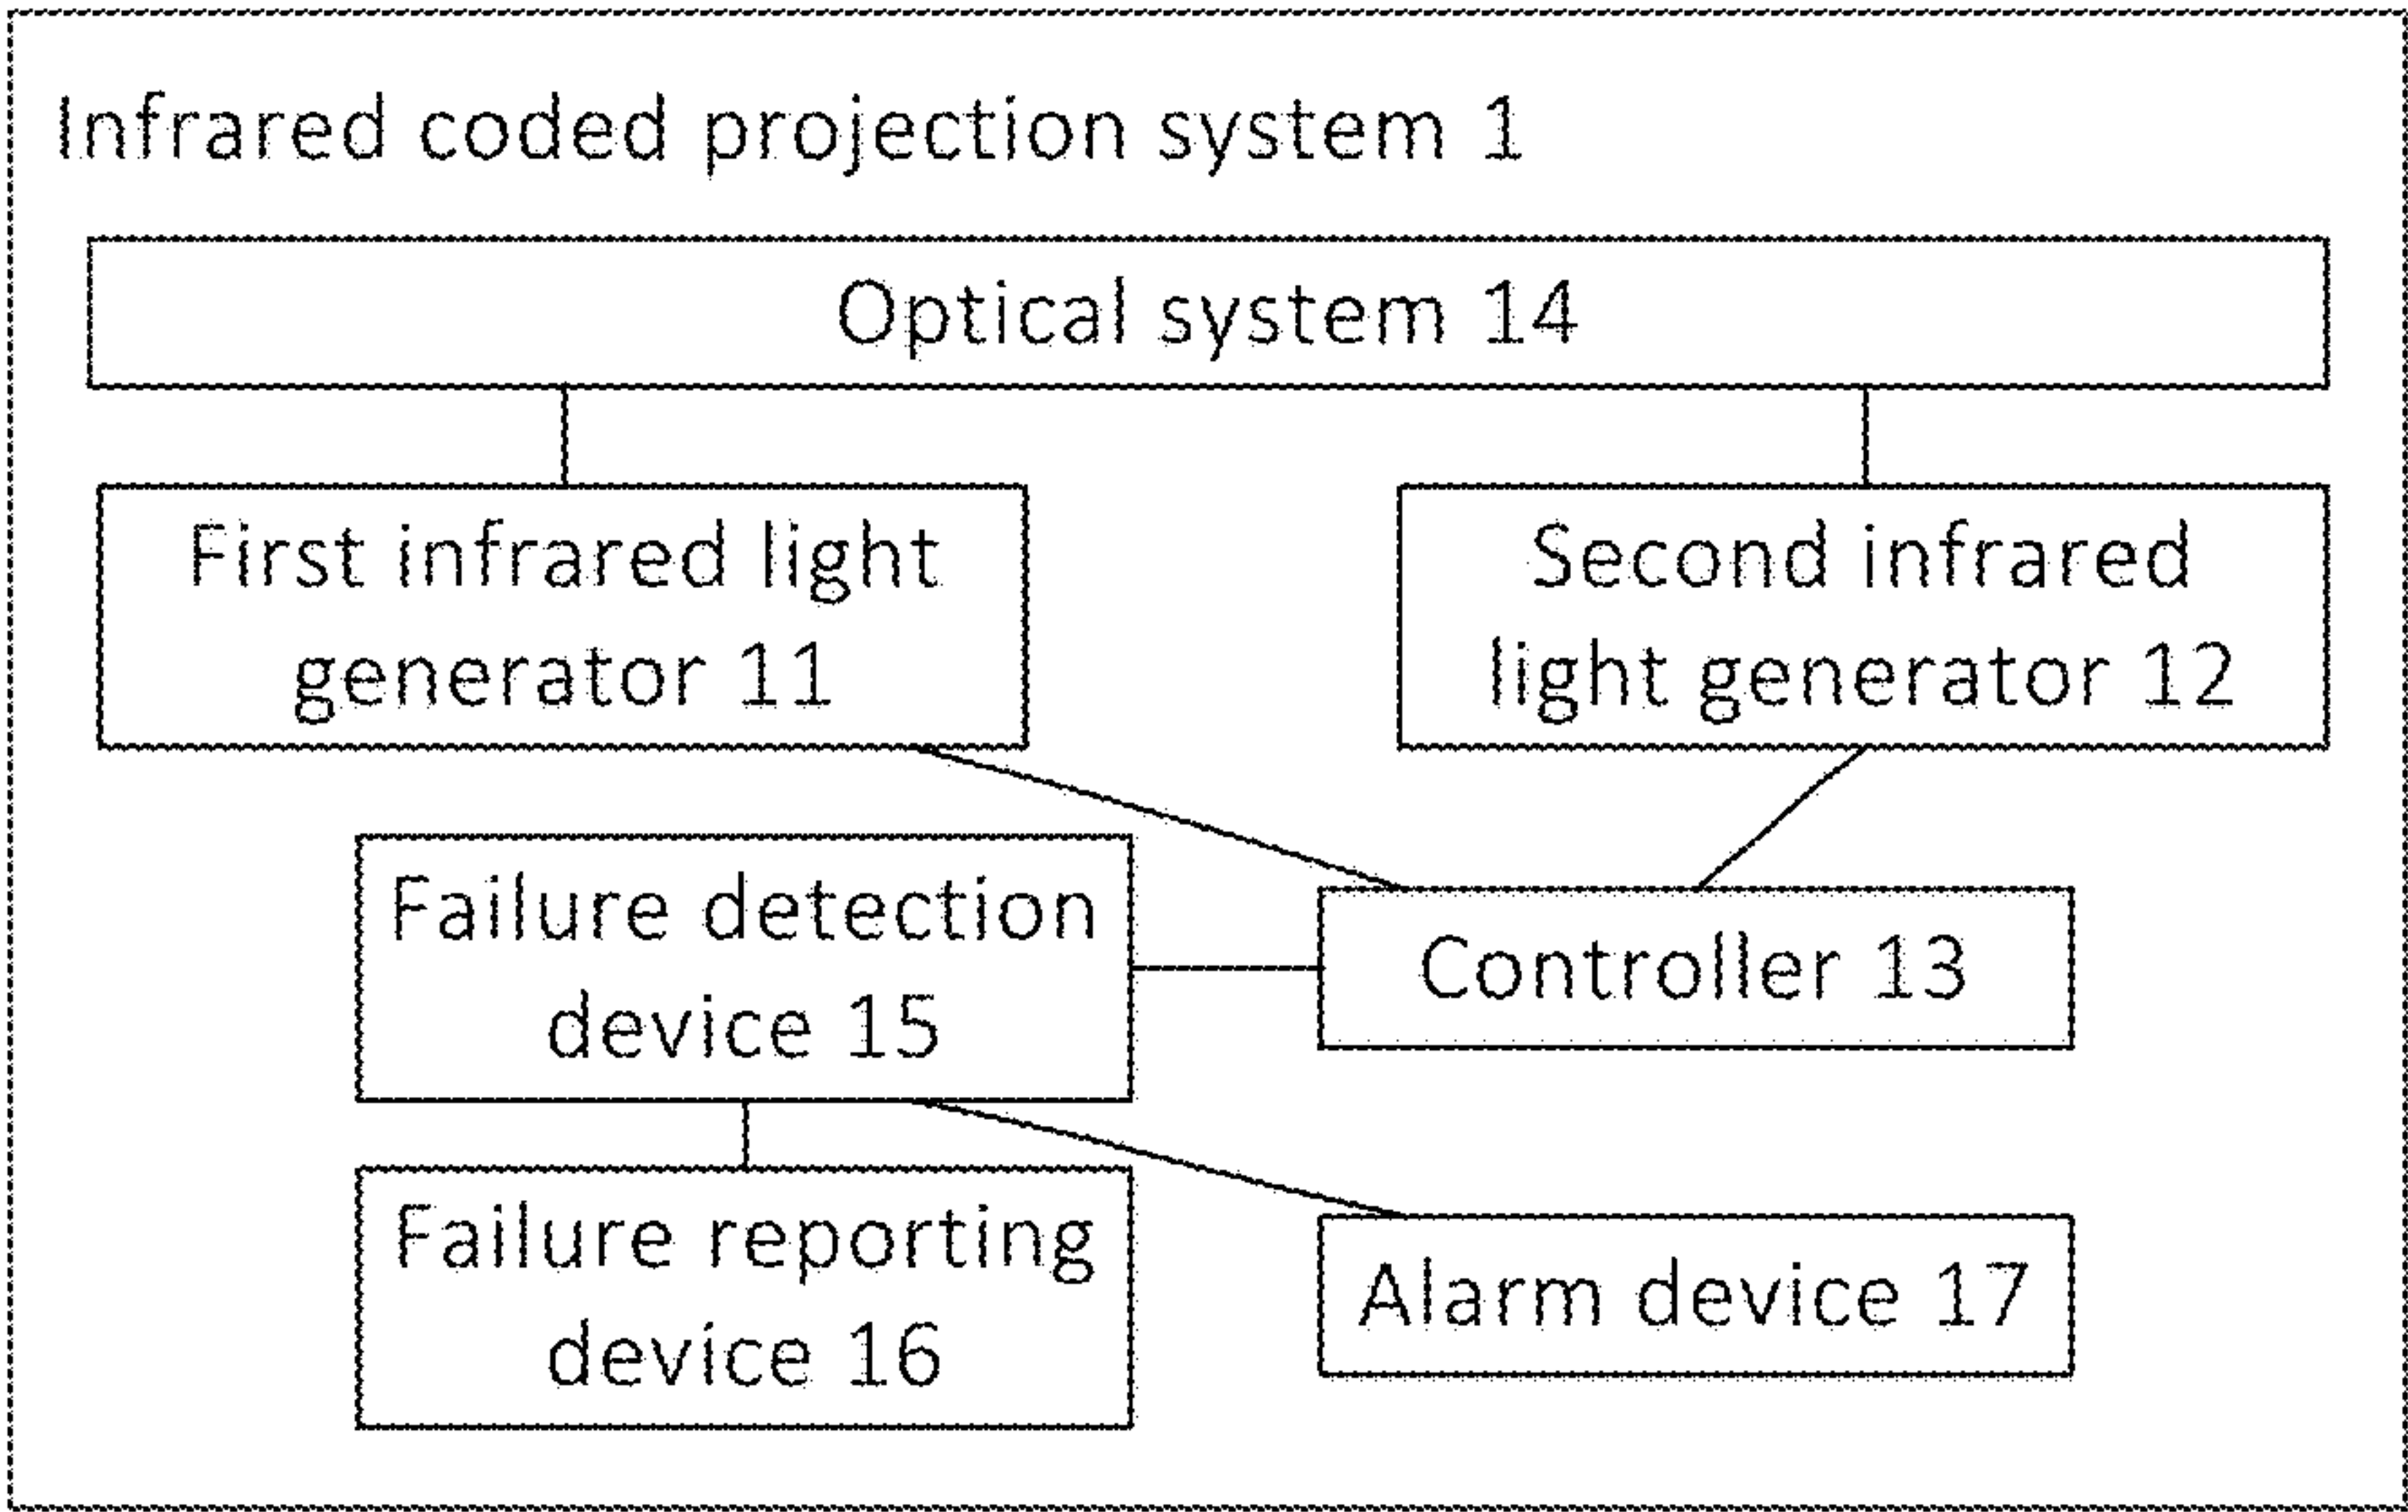 Infrared coded projection system 1
Optical system 14
First infrared light
generator 11
Second infrared
light generator 12
Failure detection
device 15
Controller 13
Failure reporting
device 16
Alarm device 17